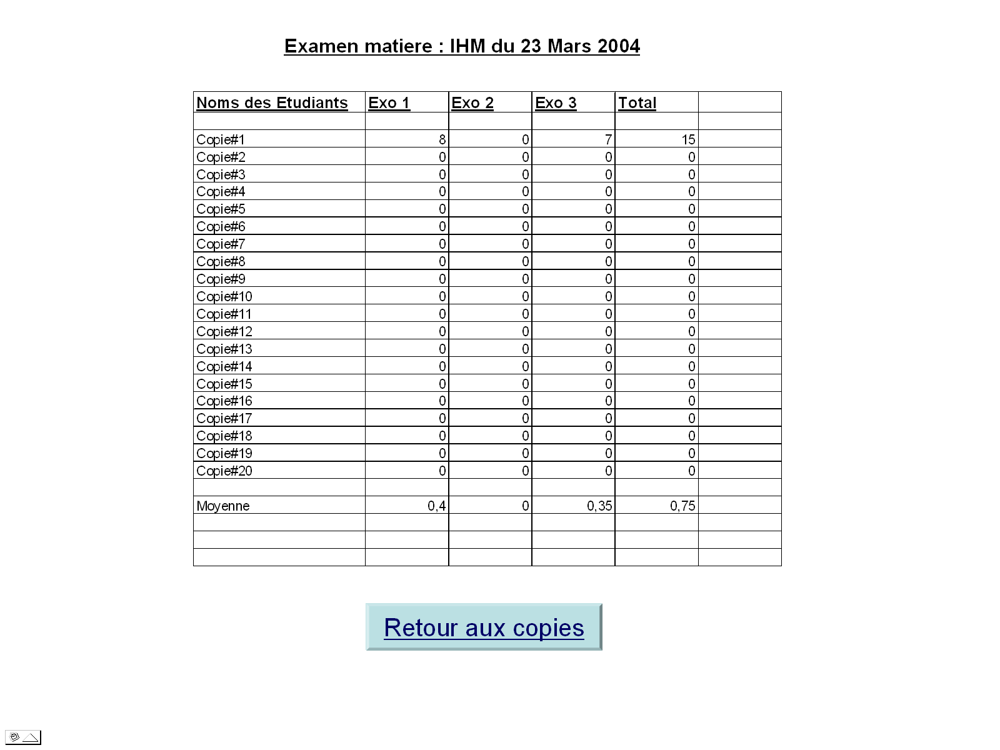 Examen matiere : IHM du 23 Mars 2004
Noms des Etudiants Exo 1 Exo 2 Exo 3 Total
Copie#1 8 0 7 15
Copie#2 0 0 0 0
Copie#3 0 0 0 0
Copie#4 0 0 0 0
Copie#5 0 0 0 0
Copie#6 0 0 0 0
Copie#7 0 0 0 0
Copie#8 0 0 0 0
Copie#9 0 0 0 0
Copie#10 0 0 0 0
Copie#11 0 0 0 0
Copie#12 0 0 0 0
Copie#13 0 0 0 0
Copie#14 0 0 0 0
Copie#15 0 0 0 0
Copie#16 0 0 0 0
Copie#17 0 0 0 0
Copie#18 0 0 0 0
Copie#19 0 0 0 0
Copie#20 0 0 0 0
Moyenne 0,4 0 0,35 0,75
Retour aux copies